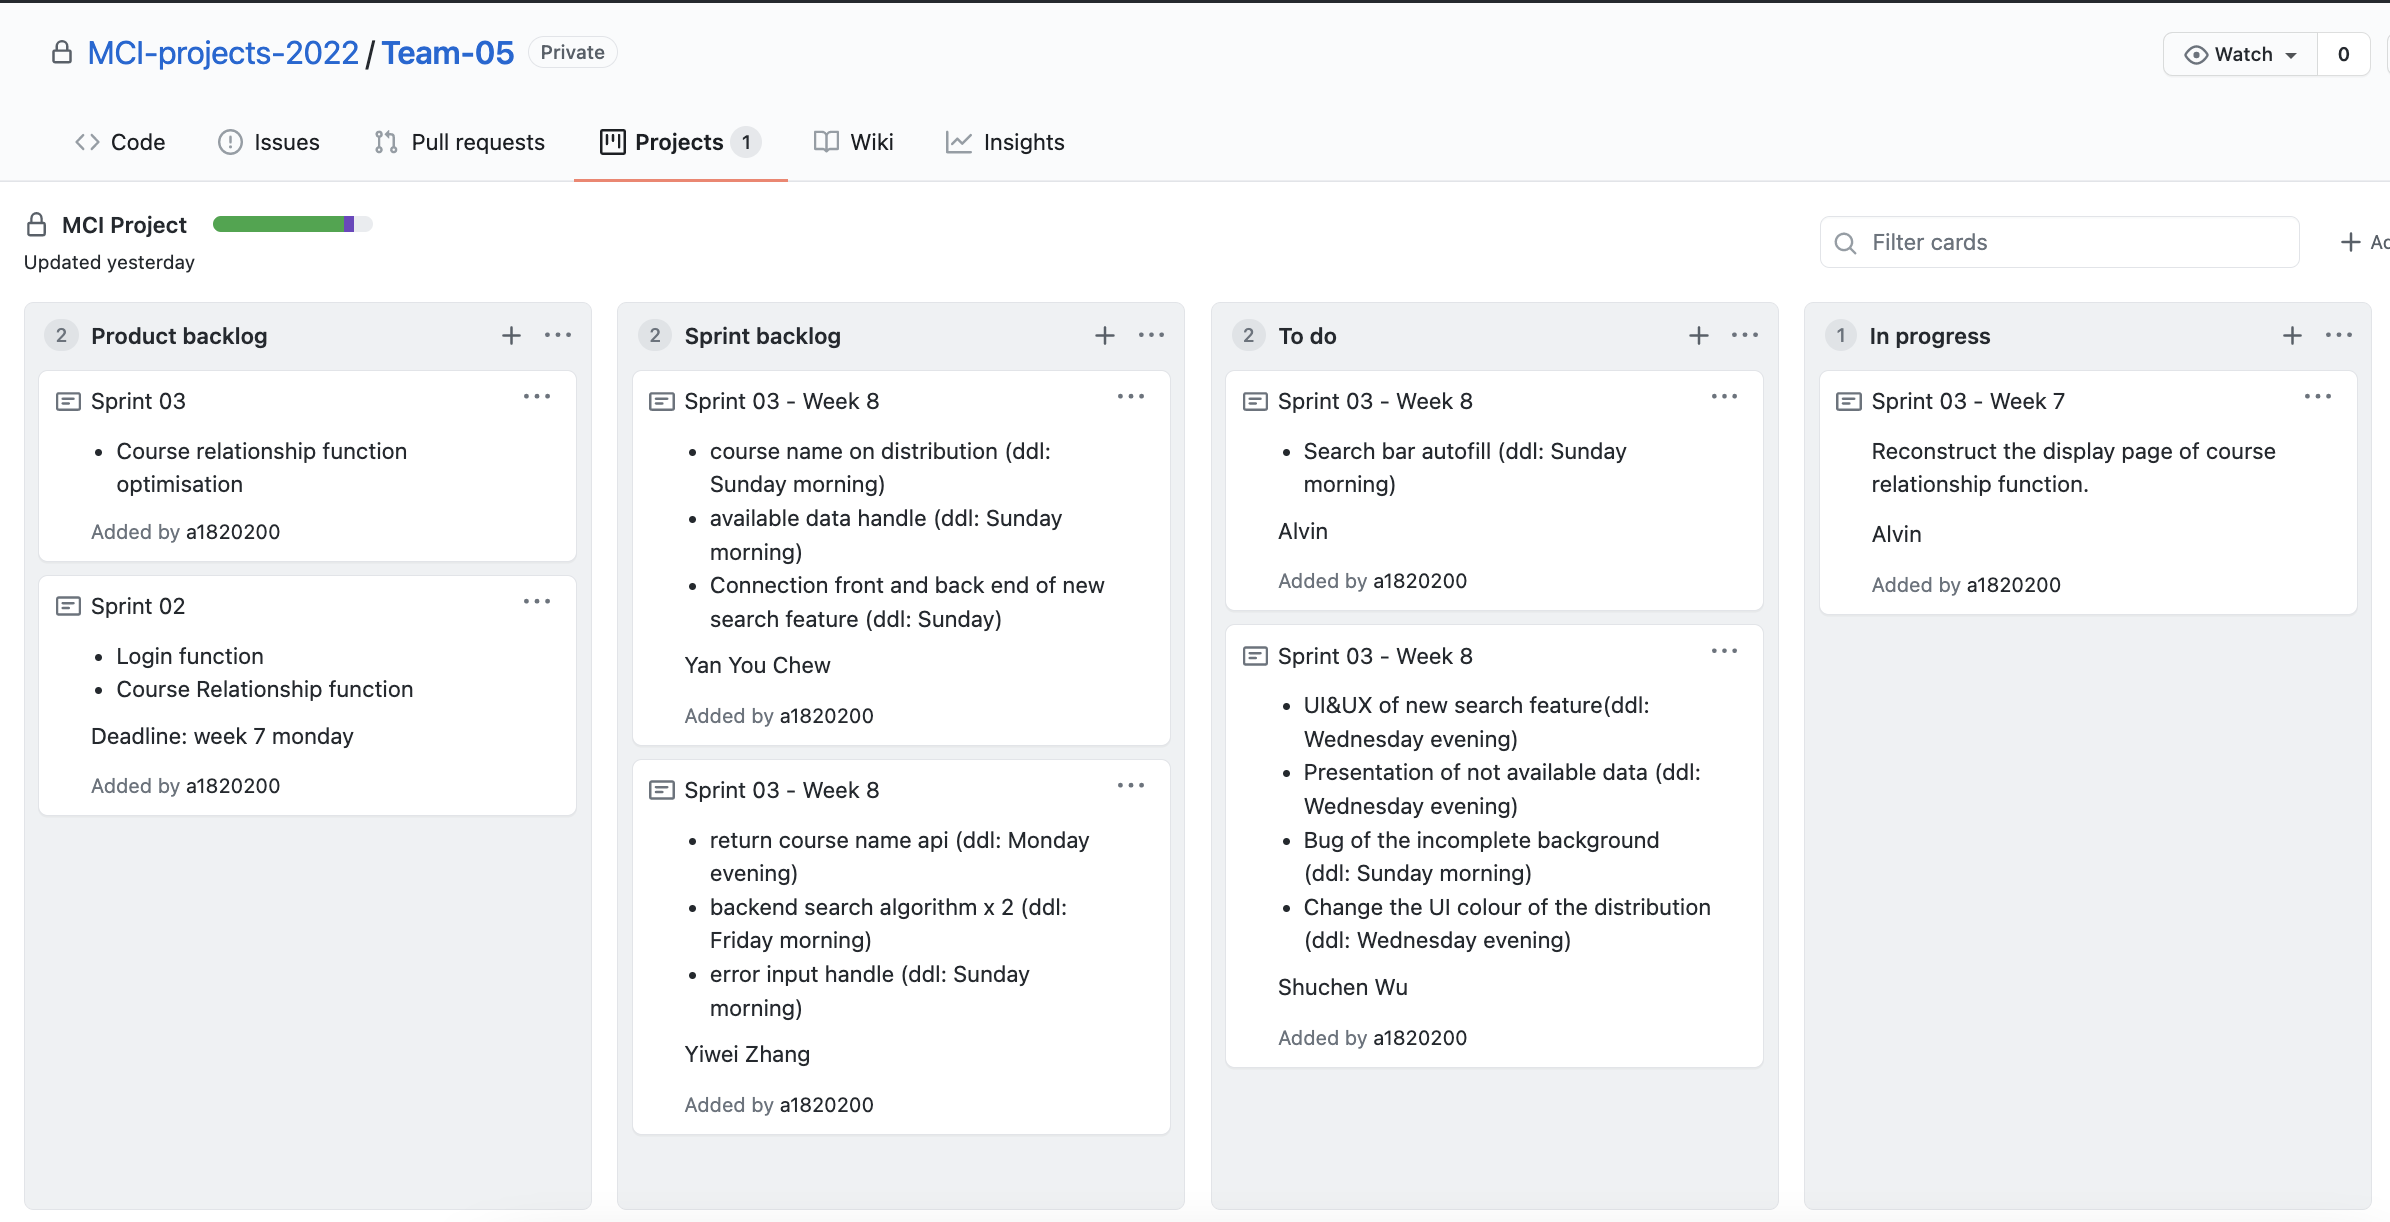 MCI-projects-2022 / Team-05 Private
Watch 0
Code Issues Pull requests Projects 1 Wiki Insights
MCI Project
Updated yesterday
Filter cards
2 Product backlog
Sprint 03
• Course relationship function
optimisation
Added by a1820200
Sprint 02
• Login function
• Course Relationship function
Deadline: week 7 monday
Added by a1820200
2 Sprint backlog
Sprint 03 - Week 8
• course name on distribution (ddl:
Sunday morning)
• available data handle (ddl: Sunday
morning)
• Connection front and back end of new
search feature (ddl: Sunday)
Yan You Chew
Added by a1820200
Sprint 03 - Week 8
• return course name api (ddl: Monday
evening)
• backend search algorithm x 2 (ddl:
Friday morning)
• error input handle (ddl: Sunday
morning)
Yiwei Zhang
Added by a1820200
2 To do
Sprint 03 - Week 8
• Search bar autofill (ddl: Sunday
morning)
Alvin
Added by a1820200
Sprint 03 - Week 8
• UI&UX of new search feature(ddl:
Wednesday evening)
• Presentation of not available data (ddl:
Wednesday evening)
• Bug of the incomplete background
(ddl: Sunday morning)
• Change the UI colour of the distribution
(ddl: Wednesday evening)
Shuchen Wu
Added by a1820200
1 In progress
Sprint 03 - Week 7
Reconstruct the display page of course
relationship function.
Alvin
Added by a1820200